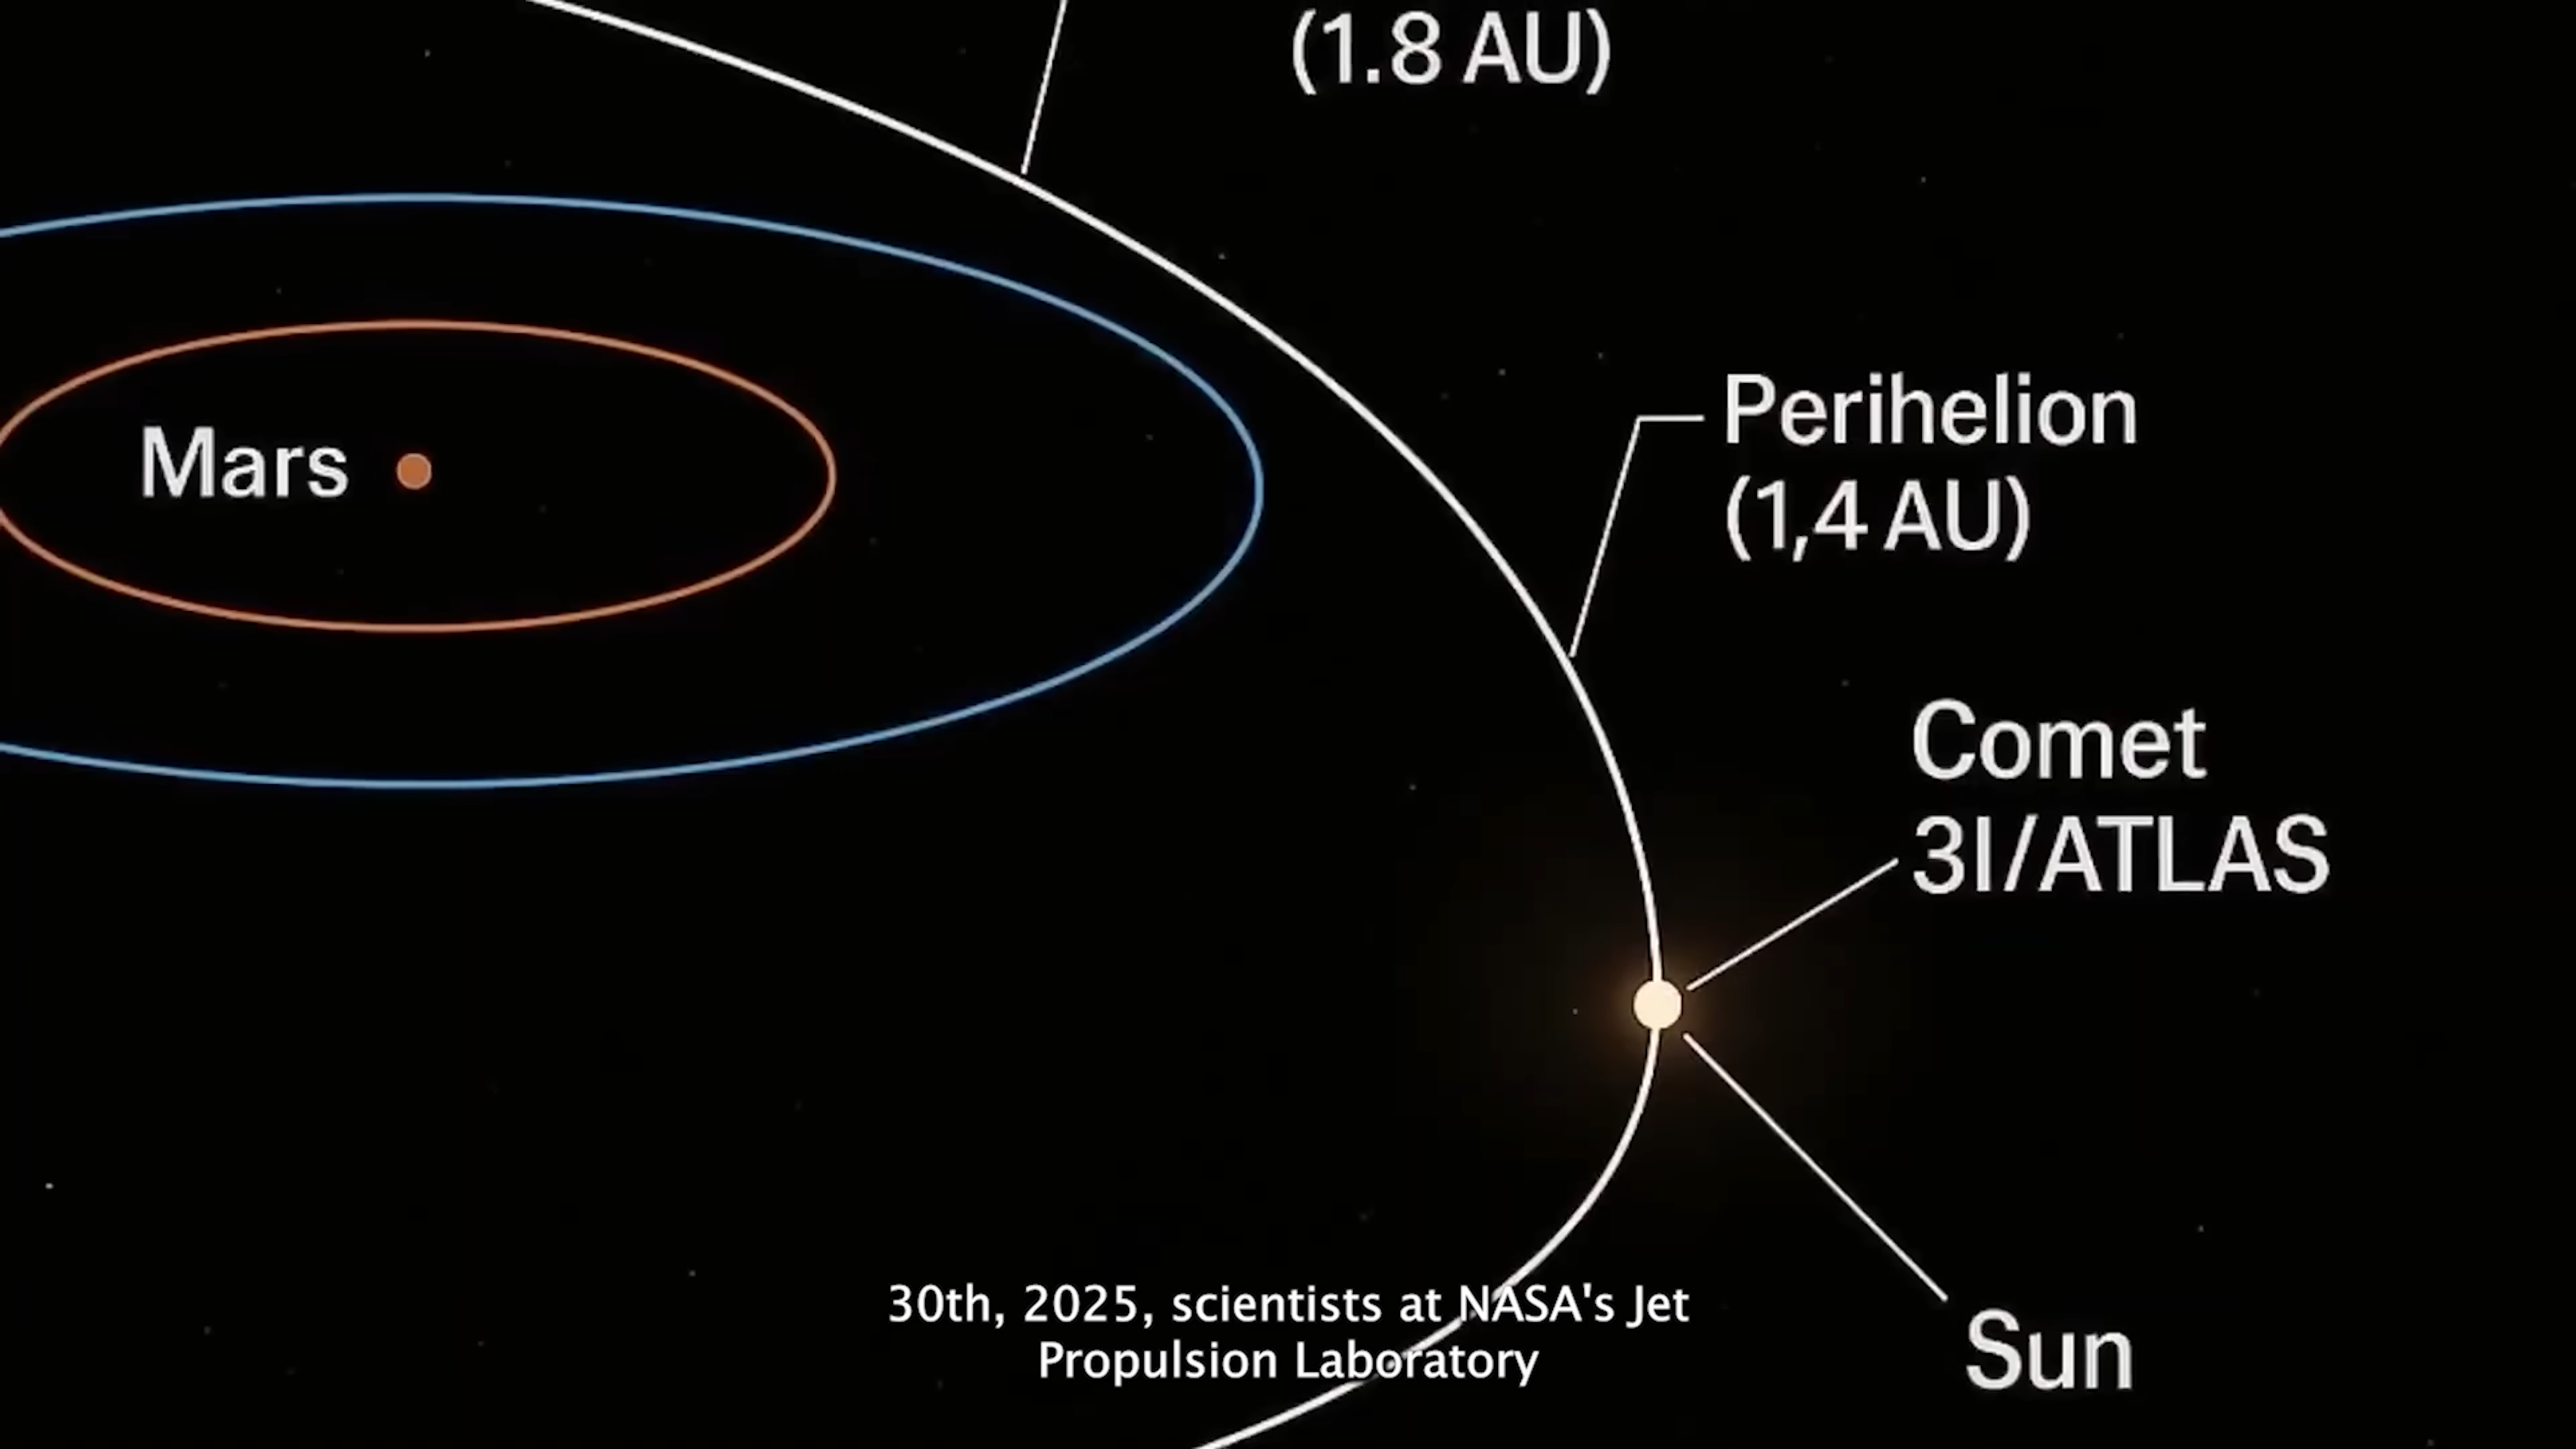 (1.8 AU)
Perihelion
(1,4 AU)
Mars
Comet
3I/ATLAS
Sun
30th, 2025, scientists at NASA's Jet
Propulsion Laboratory